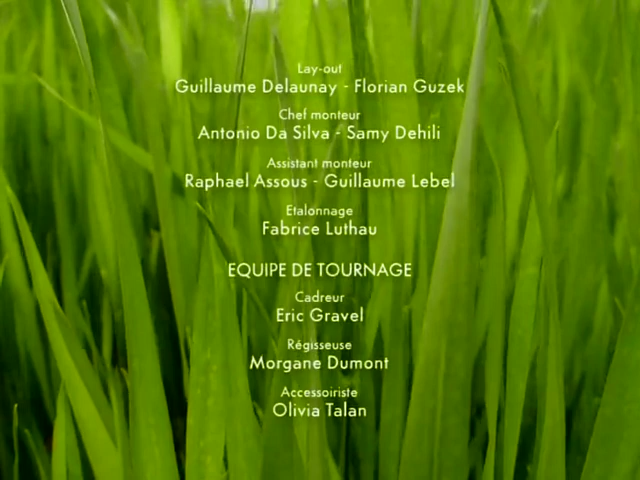 Lay-out
Guillaume Delaunay - Florian Guzek
Chef monteur
Antonio Da Silva - Samy Dehili
Assistant monteur
Raphael Assous - Guillaume Lebel
Etalonnage
Fabrice Luthau
EQUIPE DE TOURNAGE
Cadreur
Eric Gravel
Régisseuse
Morgane Dumont
Accessoiriste
Olivia Talan